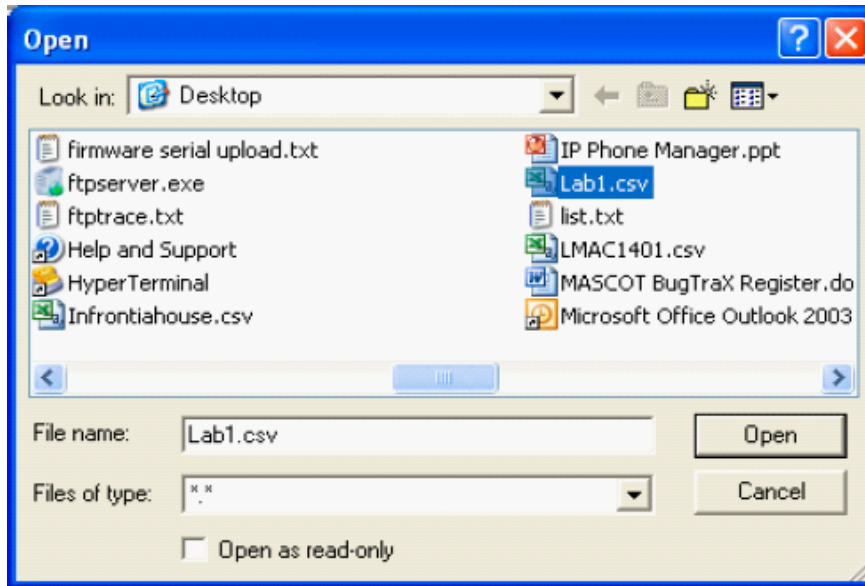 Open
Look in: Desktop
firmware serial upload.txt
ftpserver.exe
ftptrace.txt
Help and Support
HyperTerminal
Infrontiahouse.csv
IP Phone Manager.ppt
Lab1.csv
list.txt
LMAC1401.csv
MASCOT BugTraX Register.do
Microsoft Office Outlook 2003
File name: Lab1.csv
Open
Files of type: *.*
Cancel
Open as read-only